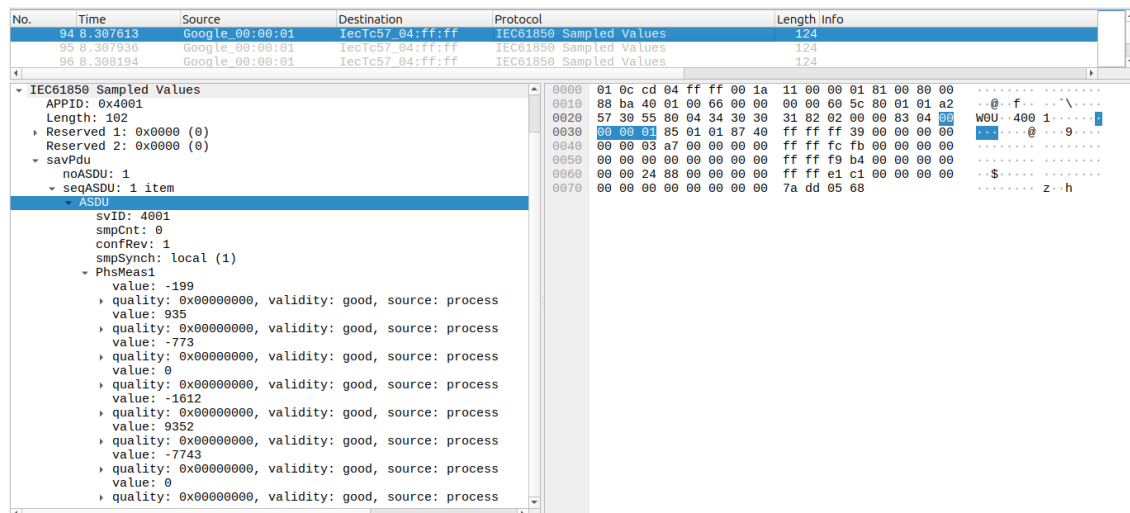 No. Time Source Destination Protocol Length Info
94 8.307613 Google_00:00:01 IecTc57_04:ff:ff IEC61850 Sampled Values 124
95 8.307936 Google_00:00:01 IecTc57_04:ff:ff IEC61850 Sampled Values 124
96 8.308194 Google_00:00:01 IecTc57_04:ff:ff IEC61850 Sampled Values 124
IEC61850 Sampled Values
APPID: 0x4001
Length: 102
Reserved 1: 0x0000 (0)
Reserved 2: 0x0000 (0)
savPdu
noASDU: 1
seqASDU: 1 item
ASDU
svID: 4001
smpCnt: 0
confRev: 1
smpSynch: local (1)
PhsMeas1
value: -199
quality: 0x00000000, validity: good, source: process
value: 935
quality: 0x00000000, validity: good, source: process
value: -773
quality: 0x00000000, validity: good, source: process
value: 0
quality: 0x00000000, validity: good, source: process
value: -1612
quality: 0x00000000, validity: good, source: process
value: 9352
quality: 0x00000000, validity: good, source: process
value: -7743
quality: 0x00000000, validity: good, source: process
value: 0
quality: 0x00000000, validity: good, source: process
0000 01 0c cd 04 ff ff 00 1a 11 00 00 01 81 00 80 00 ········ ········
0010 88 ba 40 01 00 66 00 00 00 00 60 5c 80 01 01 a2 ··@··f·· ··`\····
0020 57 30 55 80 04 34 30 30 31 82 02 00 00 83 04 00 W0U··400 1·······
0030 00 00 01 85 01 01 87 40 ff ff ff 39 00 00 00 00 ·······@ ···9····
0040 00 00 03 a7 00 00 00 00 ff ff fc fb 00 00 00 00 ········ ········
0050 00 00 00 00 00 00 00 00 ff ff f9 b4 00 00 00 00 ········ ········
0060 00 00 24 88 00 00 00 00 ff ff e1 c1 00 00 00 00 ··$····· ········
0070 00 00 00 00 00 00 00 00 7a dd 05 68 ········ z··h